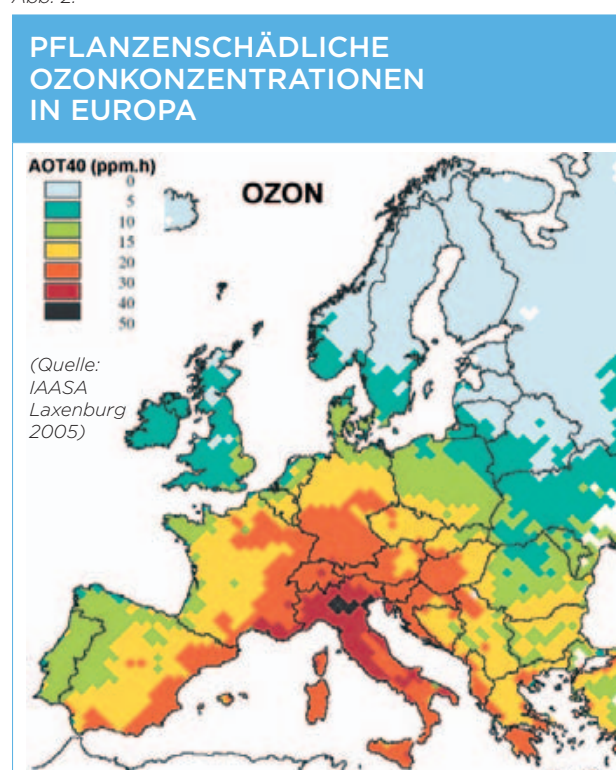 Abb. 2:
PFLANZENSCHÄDLICHE
OZONKONZENTRATIONEN
IN EUROPA
AOT40 (ppm.h)
OZON
0
5
10
15
20
30
40
50
(Quelle:
IAASA
Laxenburg
2005)